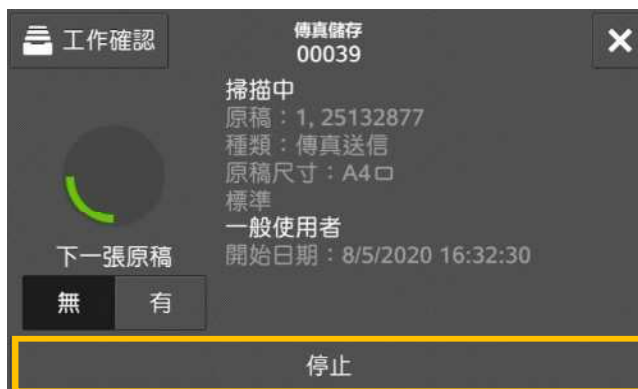 工作確認
傳真儲存
00039
掃描中
原稿：1, 25132877
種類：傳真送信
原稿尺寸：A4
標準
一般使用者
開始日期：8/5/2020 16:32:30
下一張原稿
無
有
停止